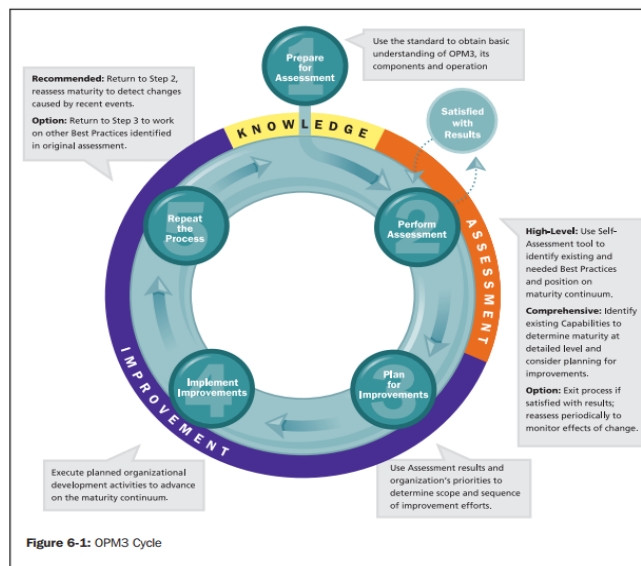 Use the standard to obtain basic
understanding of OPM3, its
components and operation
1
Prepare
for
Assessment
Recommended: Return to Step 2,
reassess maturity to detect changes
caused by recent events.
Option: Return to Step 3 to work
on other Best Practices identified
in original assessment.
KNOWLEDGE
Satisfied
with
Results
5
Repeat
the
Process
2
Perform
Assessment
ASSESSMENT
High-Level: Use Self-
Assessment tool to
identify existing and
needed Best Practices
and position on
maturity continuum.
Comprehensive: Identify
existing Capabilities to
determine maturity at
detailed level and
consider planning for
improvements.
Option: Exit process if
satisfied with results;
reassess periodically to
monitor effects of change.
IMPROVEMENT
4
Implement
Improvements
3
Plan
for
Improvements
Execute planned organizational
development activities to advance
on the maturity continuum.
Use Assessment results and
organization's priorities to
determine scope and sequence
of improvement efforts.
Figure 6-1: OPM3 Cycle